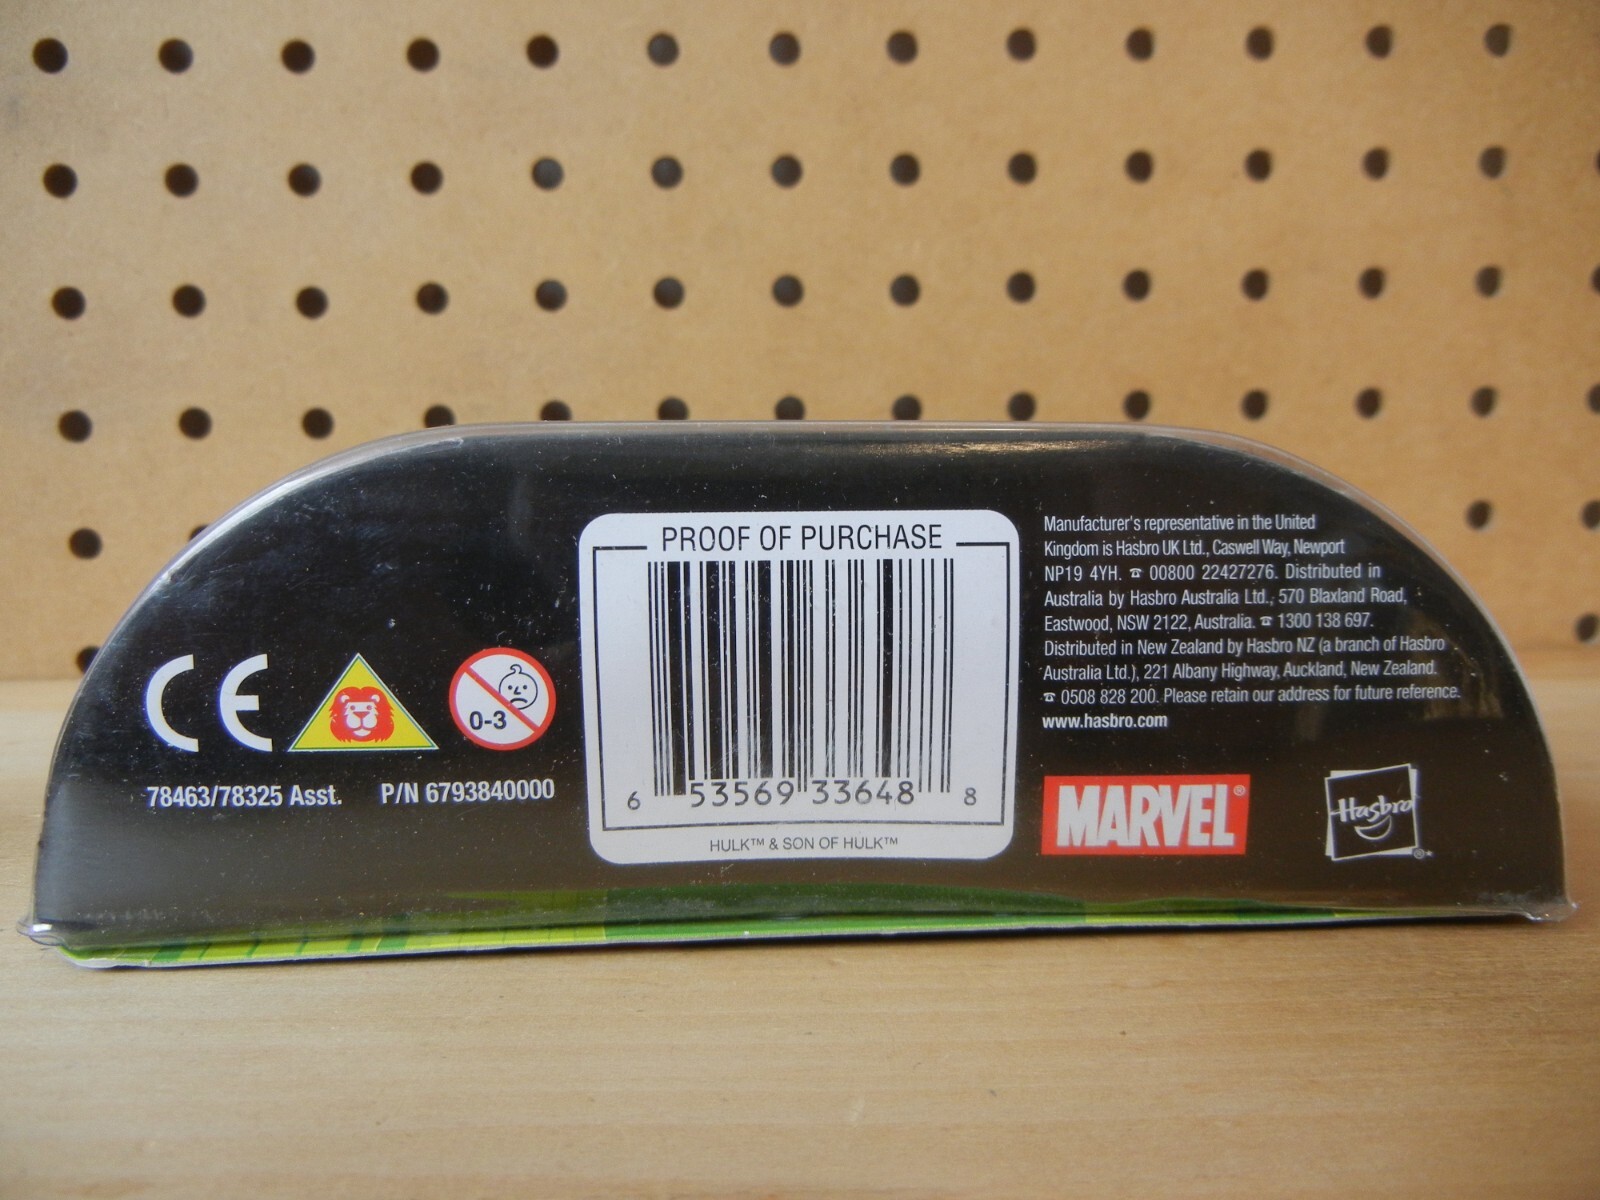 CE
0-3
78463/78325 Asst. P/N 6793840000
PROOF OF PURCHASE
6 53569 33648 8
HULK™ & SON OF HULK™
Manufacturer's representative in the United
Kingdom is Hasbro UK Ltd., Caswell Way, Newport
NP19 4YH. ☎ 00800 22427276. Distributed in
Australia by Hasbro Australia Ltd., 570 Blaxland Road,
Eastwood, NSW 2122, Australia. ☎ 1300 138 697.
Distributed in New Zealand by Hasbro NZ (a branch of Hasbro
Australia Ltd.), 221 Albany Highway, Auckland, New Zealand.
☎ 0508 828 200. Please retain our address for future reference.
www.hasbro.com
MARVEL®
Hasbro®